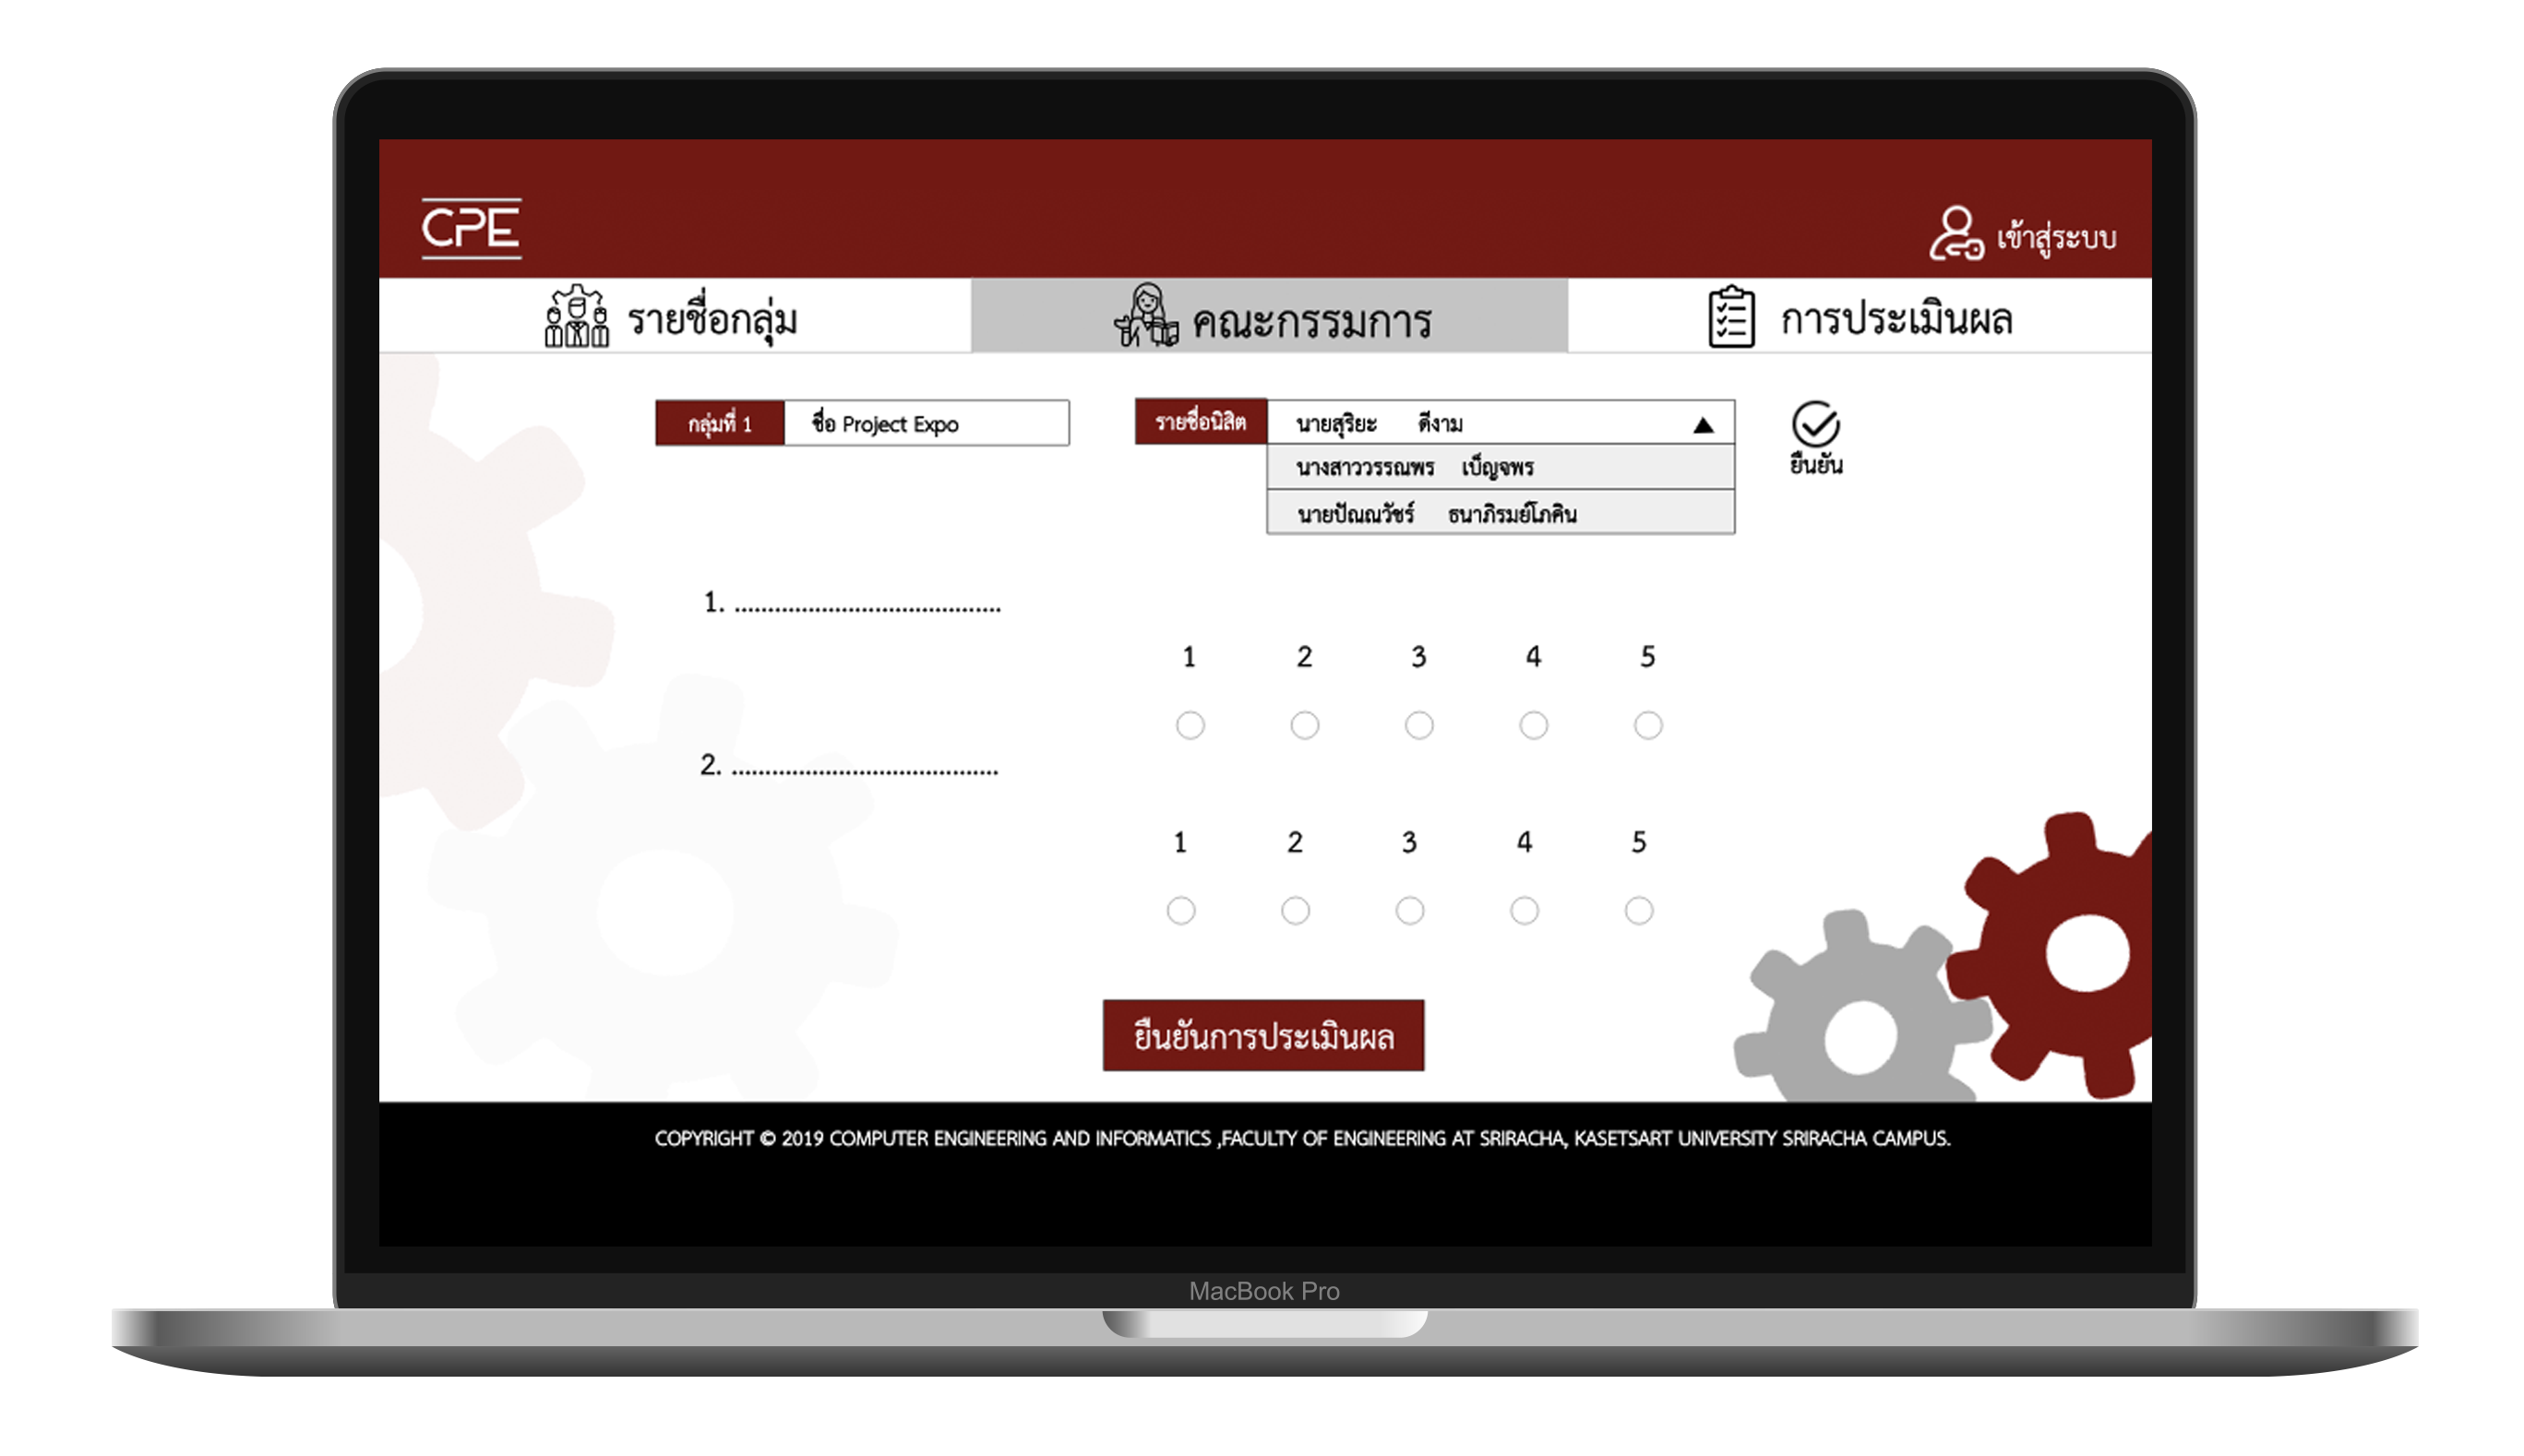 CPE
เข้าสู่ระบบ
รายชื่อกลุ่ม
คณะกรรมการ
การประเมินผล
กลุ่มที่ 1 ชื่อ Project Expo
รายชื่อนิสิต นายสุริยะ ดีงาม
นางสาววรรณพร เบ็ญจพร
นายปัณณวัชร์ ธนาภิรมย์โภคิน
ยืนยัน
1. ........................................
1 2 3 4 5
2. ........................................
1 2 3 4 5
ยืนยันการประเมินผล
COPYRIGHT © 2019 COMPUTER ENGINEERING AND INFORMATICS ,FACULTY OF ENGINEERING AT SRIRACHA, KASETSART UNIVERSITY SRIRACHA CAMPUS.
MacBook Pro